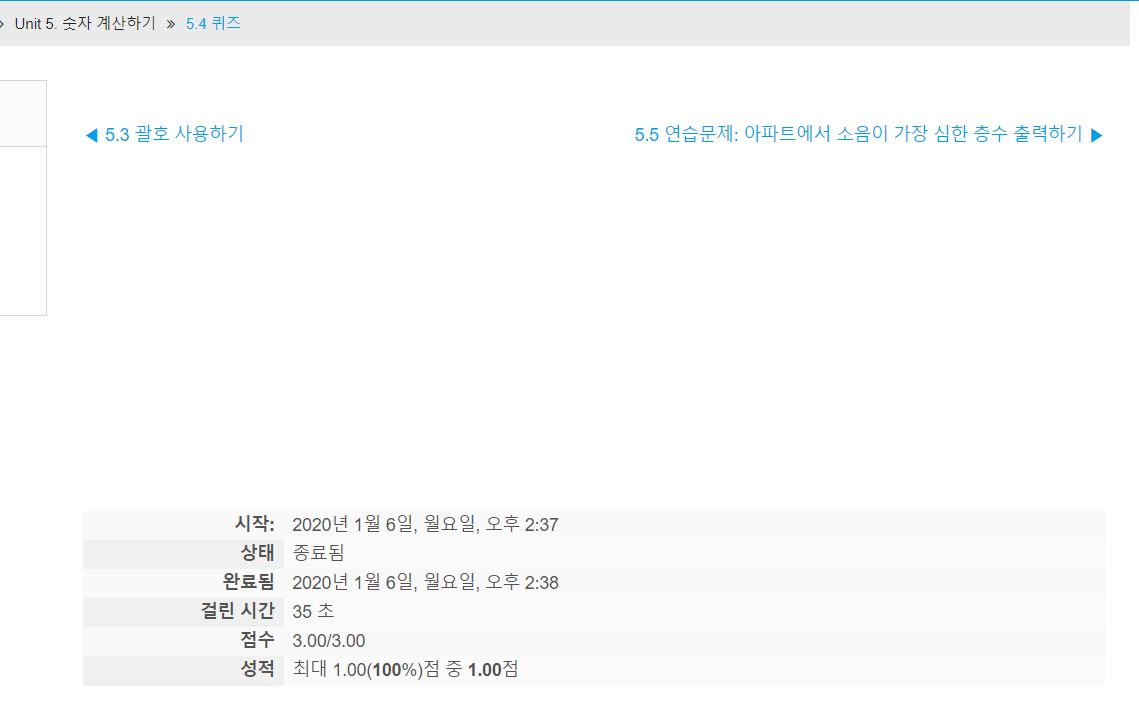 » Unit 5. 숫자 계산하기 » 5.4 퀴즈
◀ 5.3 괄호 사용하기
5.5 연습문제: 아파트에서 소음이 가장 심한 층수 출력하기 ▶
시작: 2020년 1월 6일, 월요일, 오후 2:37
상태 종료됨
완료됨 2020년 1월 6일, 월요일, 오후 2:38
걸린 시간 35 초
점수 3.00/3.00
성적 최대 1.00(100%)점 중 1.00점